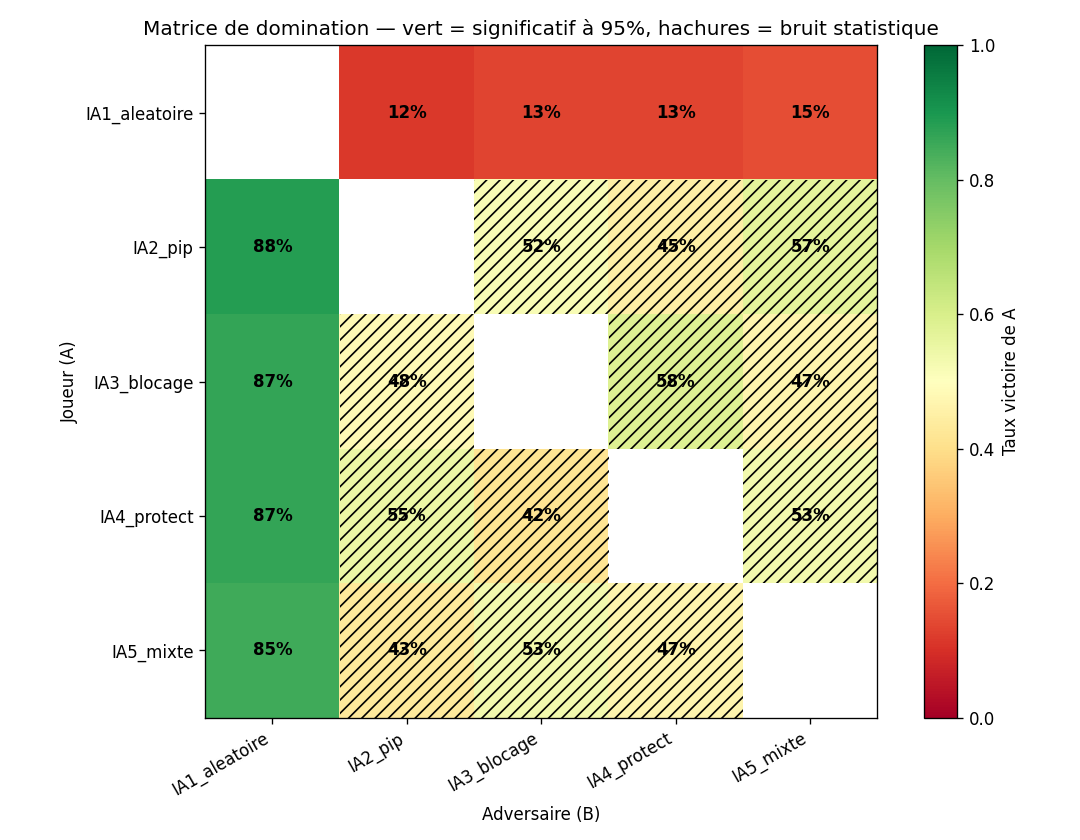 Matrice de domination — vert = significatif à 95%, hachures = bruit statistique
IA1_aleatoire
12%
13%
13%
15%
IA2_pip
88%
52%
45%
57%
IA3_blocage
87%
48%
58%
47%
IA4_protect
87%
55%
42%
53%
IA5_mixte
85%
43%
53%
47%
Joueur (A)
IA1_aleatoire
IA2_pip
IA3_blocage
IA4_protect
IA5_mixte
Adversaire (B)
1.0
0.8
0.6
0.4
0.2
0.0
Taux victoire de A